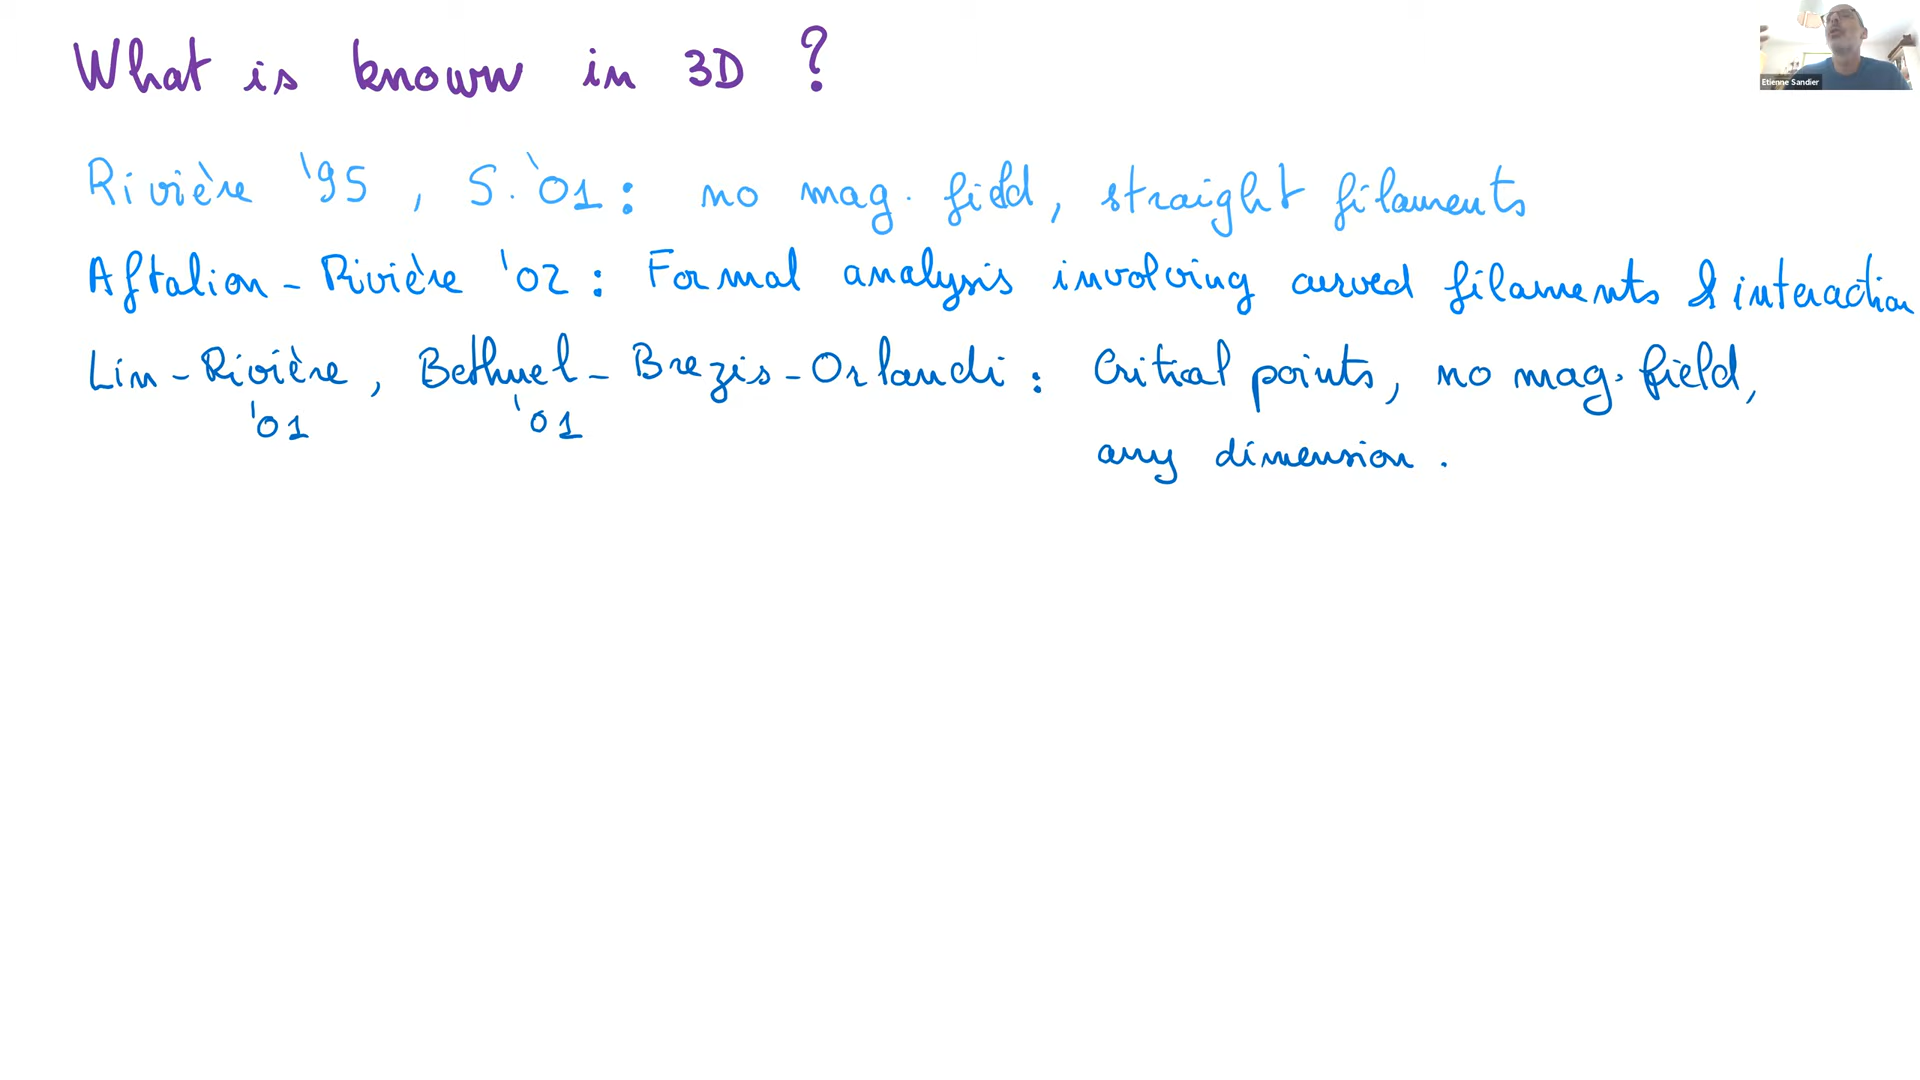 What is known in 3D ?
Etienne Sandier
Rivière '95 , S. '01 : no mag. field, straight filaments
Aftalion - Rivière '02 : Formal analysis involving curved filaments & interaction
Lin - Rivière , Bethuel - Brezis - Orlandi : Critical points, no mag. field,
'01 '01
any dimension .